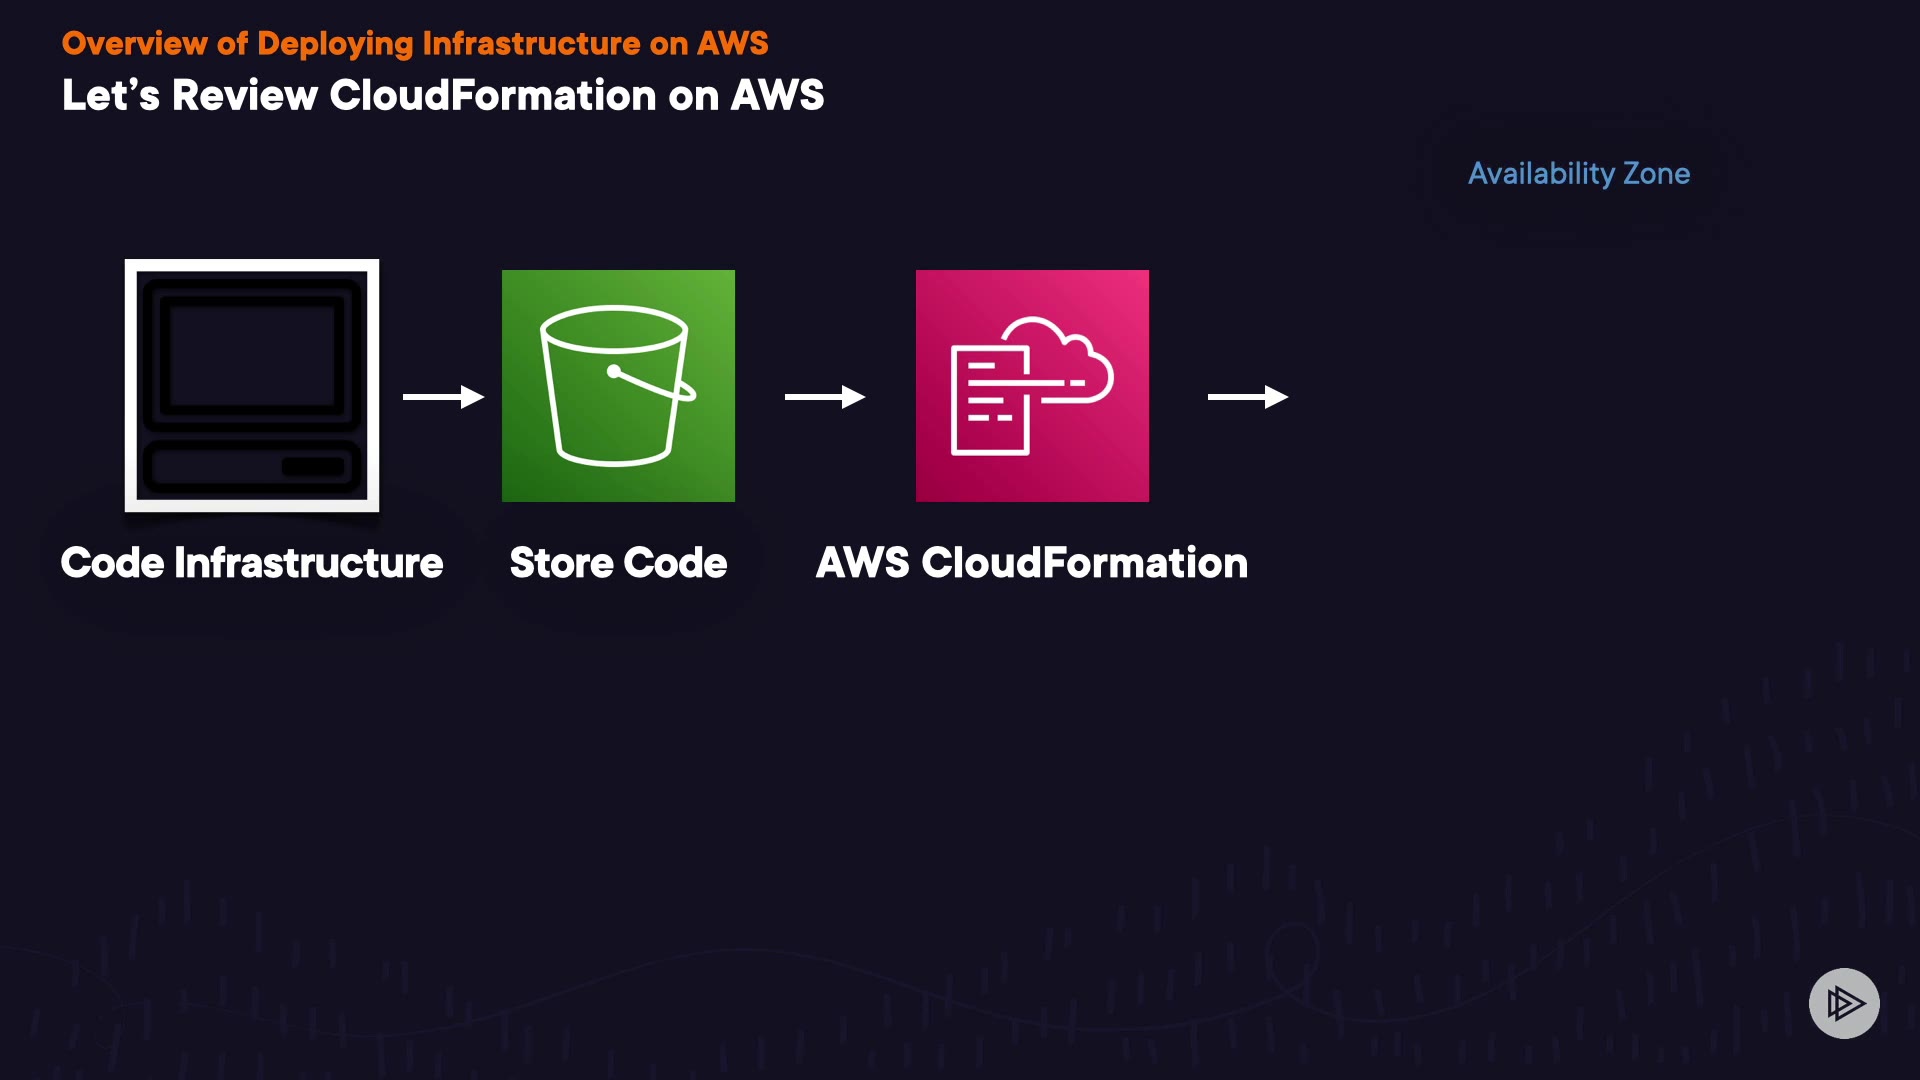 Overview of Deploying Infrastructure on AWS
Let’s Review CloudFormation on AWS
Availability Zone
Code Infrastructure
Store Code
AWS CloudFormation